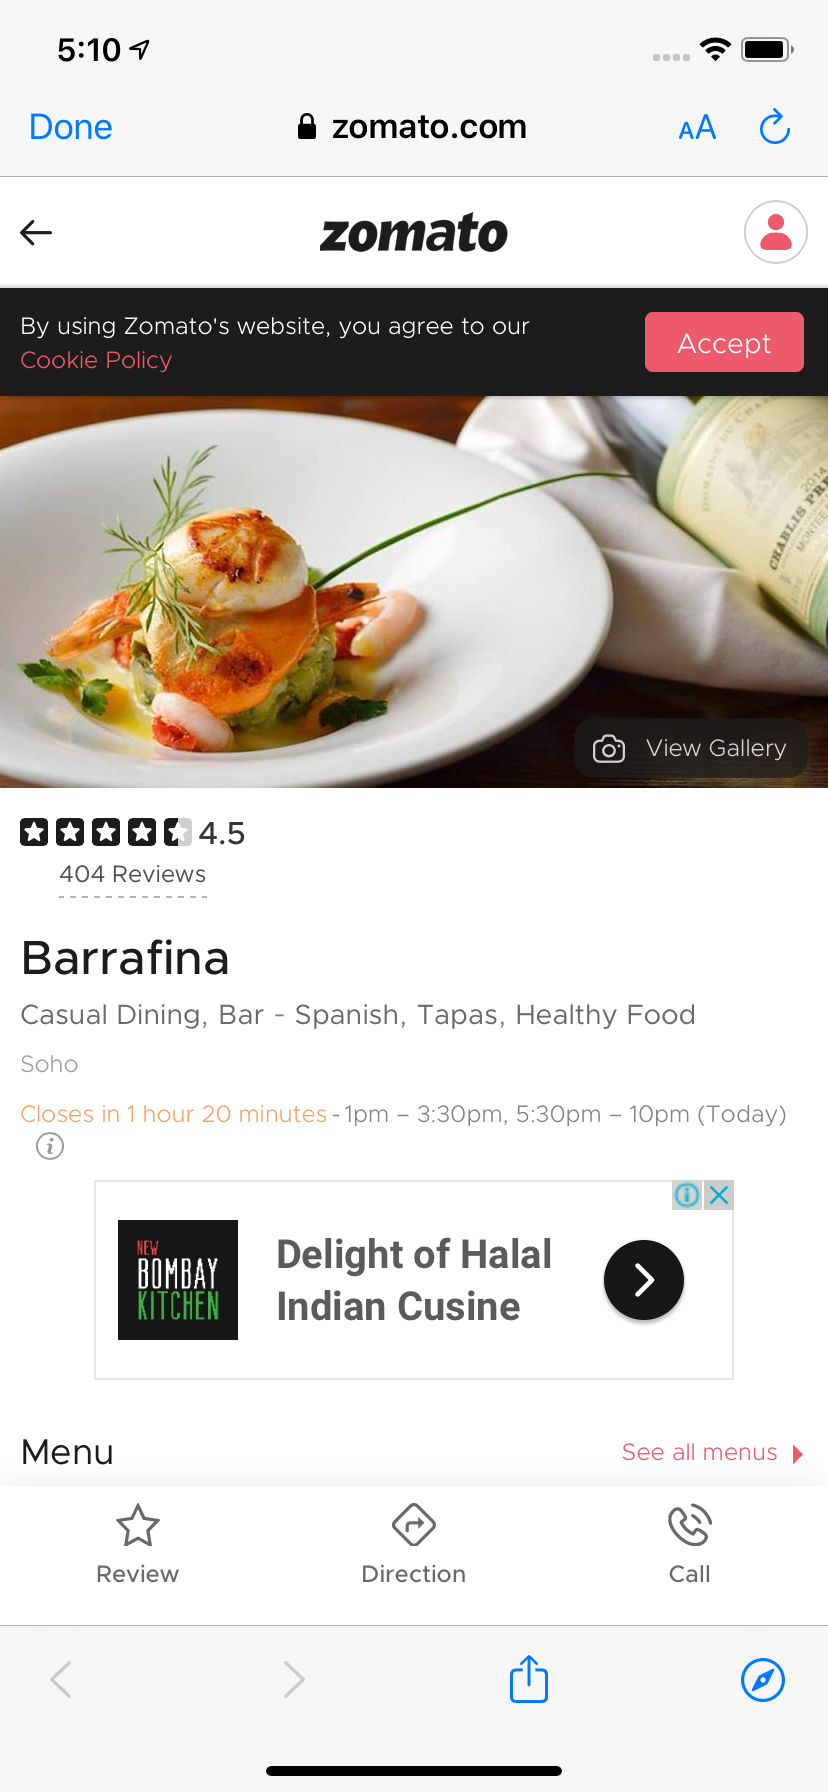 5:10
Done
zomato.com
AA
zomato
By using Zomato's website, you agree to our
Cookie Policy
Accept
CHABLIS
2014
View Gallery
4.5
404 Reviews
Barrafina
Casual Dining, Bar - Spanish, Tapas, Healthy Food
Soho
Closes in 1 hour 20 minutes - 1pm – 3:30pm, 5:30pm – 10pm (Today)
NEW
BOMBAY
KITCHEN
Delight of Halal
Indian Cusine
Menu
See all menus
Review
Direction
Call